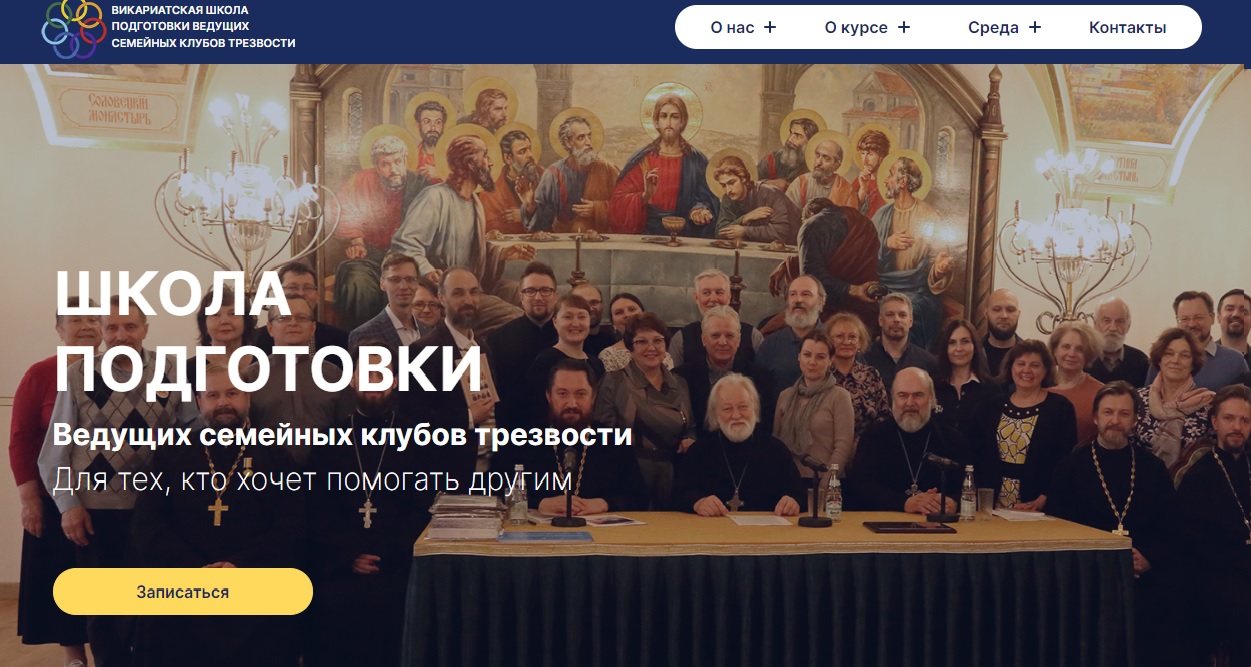 ВИКАРИАТСКАЯ ШКОЛА
ПОДГОТОВКИ ВЕДУЩИХ
СЕМЕЙНЫХ КЛУБОВ ТРЕЗВОСТИ
О нас +
О курсе +
Среда +
Контакты
СОЛОВЕЦКIЙ
МОНАСТЫРЬ
ШКОЛА
ПОДГОТОВКИ
Ведущих семейных клубов трезвости
Для тех, кто хочет помогать другим
Записаться